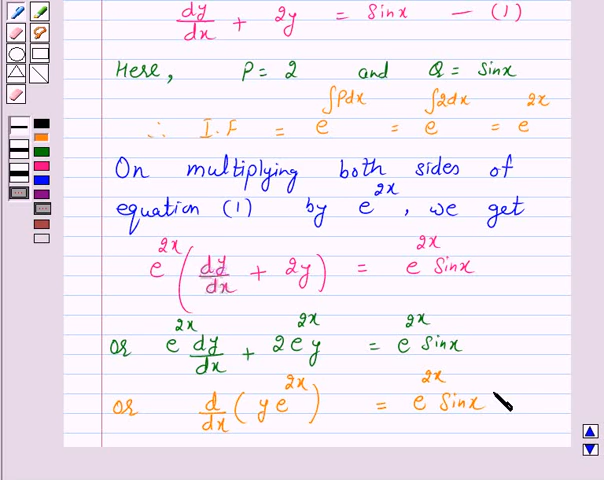 dy/dx + 2y = Sinx — (1)
Here, P = 2 and Q = Sinx
∴ I.F = e^∫Pdx = e^∫2dx = e^2x
On multiplying both sides of
equation (1) by e^2x, we get
e^2x (dy/dx + 2y) = e^2x Sinx
or e^2x dy/dx + 2e^2x y = e^2x Sinx
or d/dx (ye^2x) = e^2x Sinx